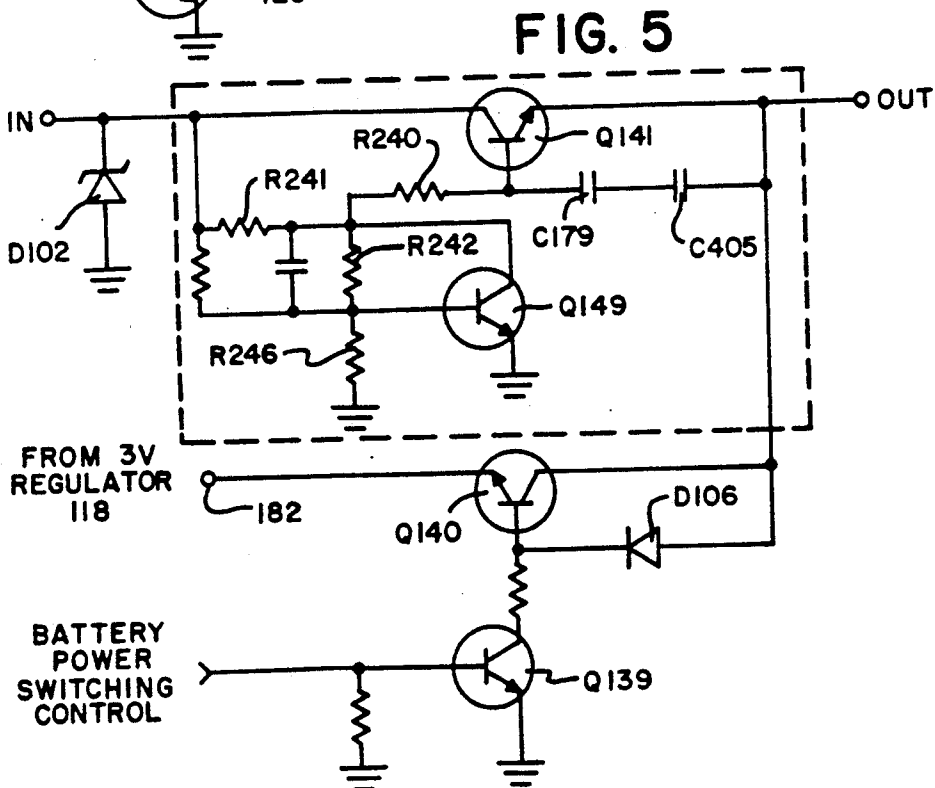 FIG. 5
IN
OUT
R240
Q141
R241
D102
R242
C179
C405
Q149
R246
FROM 3V
REGULATOR
118
182
Q140
D106
BATTERY
POWER
SWITCHING
CONTROL
Q139